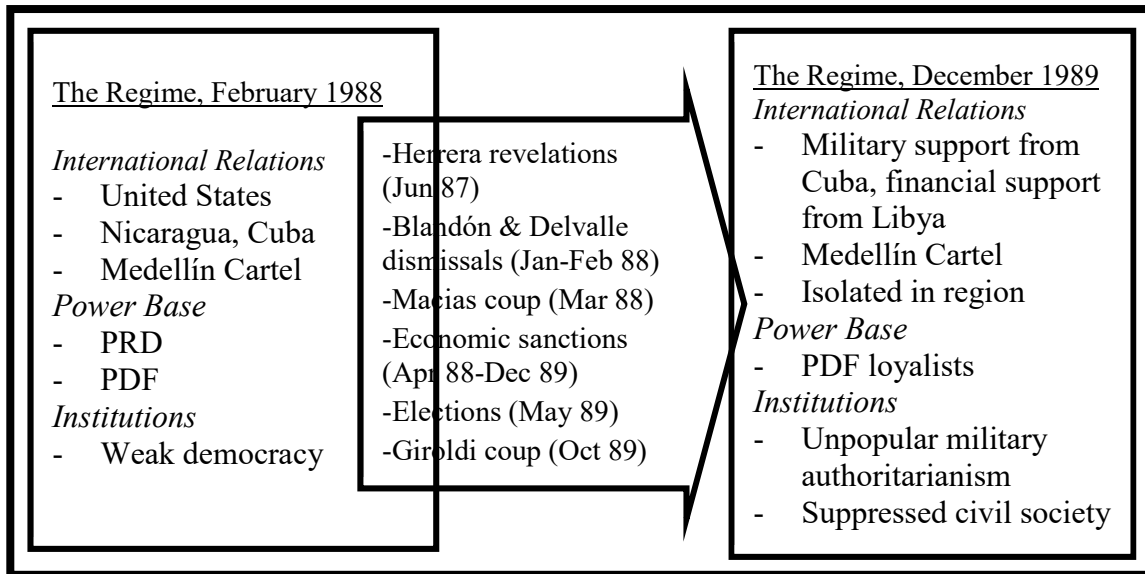 The Regime, February 1988
International Relations
- United States
- Nicaragua, Cuba
- Medellín Cartel
Power Base
- PRD
- PDF
Institutions
- Weak democracy
-Herrera revelations
(Jun 87)
-Blandón & Delvalle
dismissals (Jan-Feb 88)
-Macias coup (Mar 88)
-Economic sanctions
(Apr 88-Dec 89)
-Elections (May 89)
-Giroldi coup (Oct 89)
The Regime, December 1989
International Relations
- Military support from
Cuba, financial support
from Libya
- Medellín Cartel
- Isolated in region
Power Base
- PDF loyalists
Institutions
- Unpopular military
authoritarianism
- Suppressed civil society